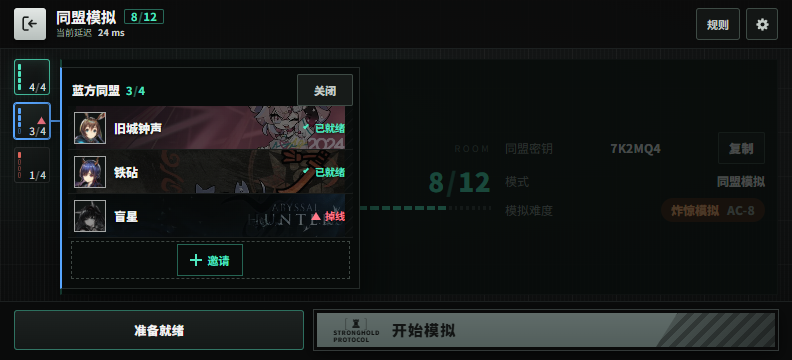 同盟模拟 8/12
当前延迟 24 ms
规则
4/4
3/4
1/4
蓝方同盟 3/4
关闭
旧城钟声
2024
已就绪
铁砧
已就绪
盲星
ABYSSAL
HUNTERS
掉线
邀请
8/12
ROOM
同盟密钥 7K2MQ4
复制
模式 同盟模拟
模拟难度 炸惊模拟 AC-8
准备就绪
STRONGHOLD
PROTOCOL
开始模拟